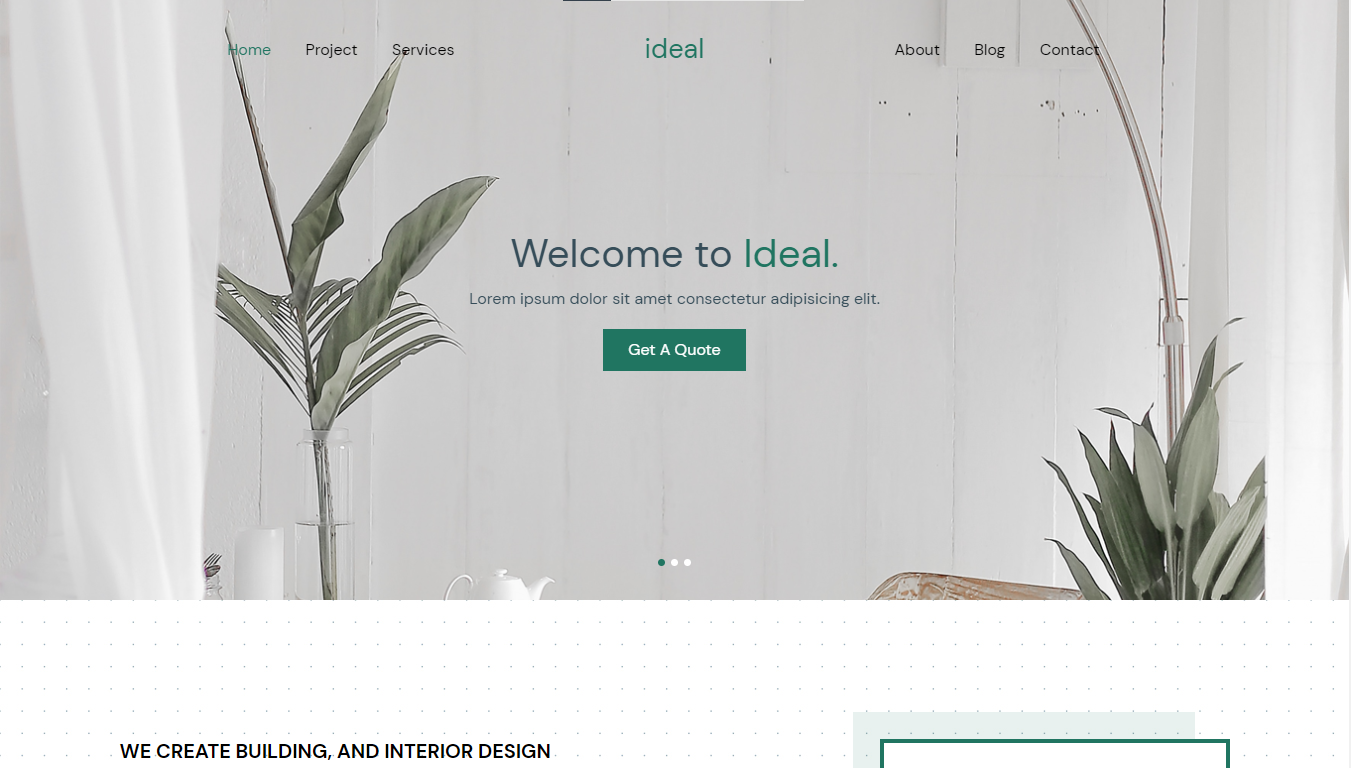 Home Project Services ideal About Blog Contact
Welcome to Ideal.
Lorem ipsum dolor sit amet consectetur adipisicing elit.
Get A Quote
WE CREATE BUILDING, AND INTERIOR DESIGN